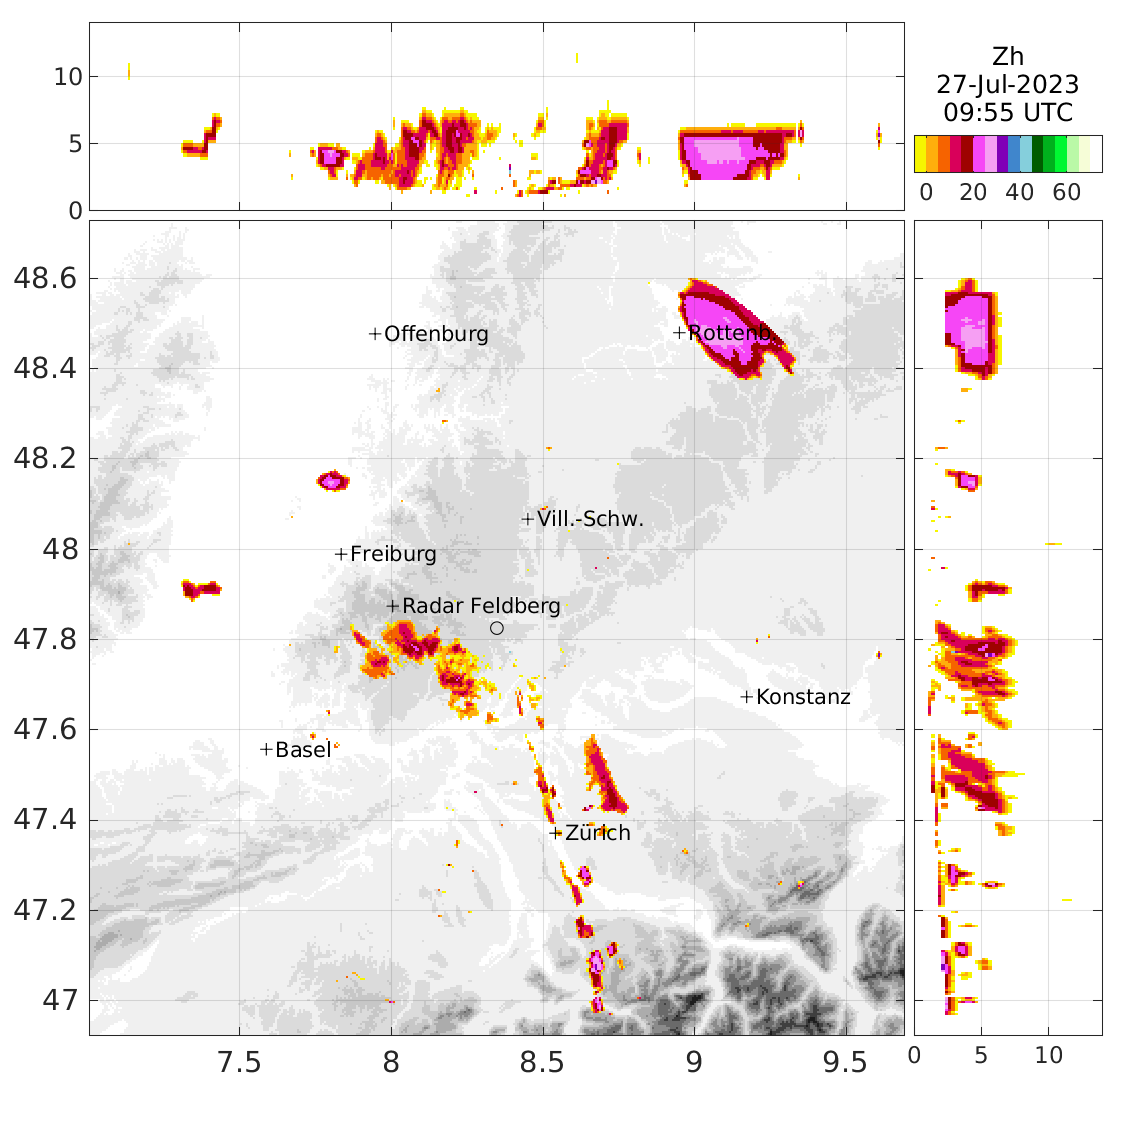 Zh
27-Jul-2023
09:55 UTC
0 20 40 60
10
5
0
48.6
48.4
48.2
48
47.8
47.6
47.4
47.2
47
Offenburg
Rottenb.
Vill.-Schw.
Freiburg
Radar Feldberg
Konstanz
Basel
Zürich
7.5 8 8.5 9 9.5
0 5 10